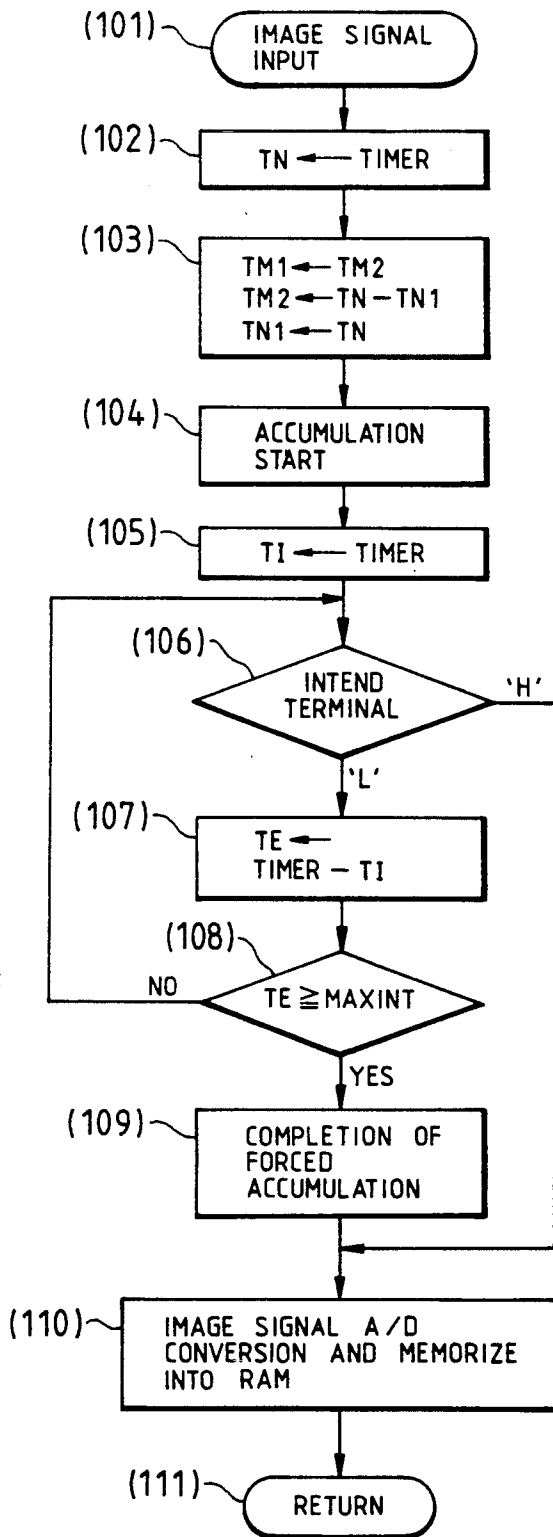 (101)
IMAGE SIGNAL
INPUT
(102)
TN ← TIMER
(103)
TM1 ← TM2
TM2 ← TN - TN1
TN1 ← TN
(104)
ACCUMULATION
START
(105)
TI ← TIMER
(106)
INTEND
TERMINAL
'H'
'L'
(107)
TE ←
TIMER - TI
(108)
TE ≧ MAXINT
NO
YES
(109)
COMPLETION OF
FORCED
ACCUMULATION
(110)
IMAGE SIGNAL A/D
CONVERSION AND MEMORIZE
INTO RAM
(111)
RETURN